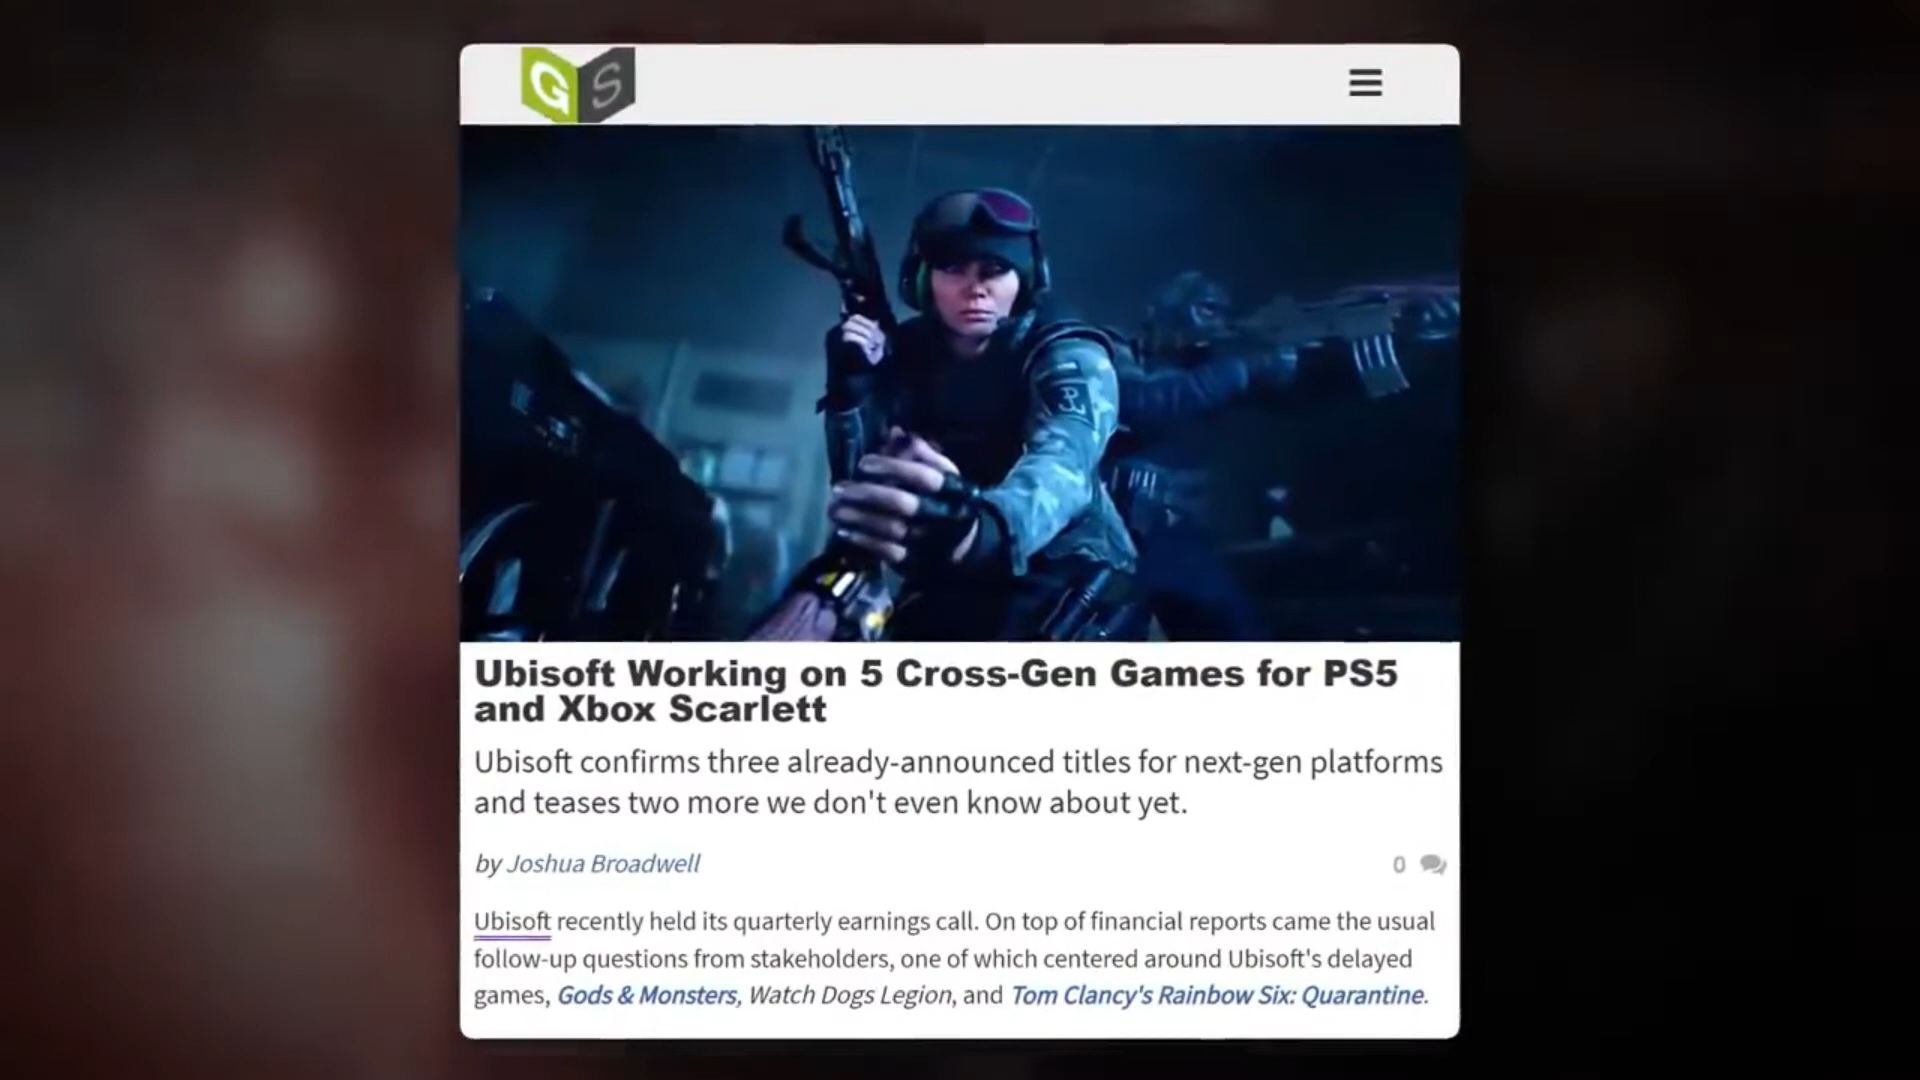 GS
Ubisoft Working on 5 Cross-Gen Games for PS5
and Xbox Scarlett
Ubisoft confirms three already-announced titles for next-gen platforms
and teases two more we don't even know about yet.
by Joshua Broadwell
0
Ubisoft recently held its quarterly earnings call. On top of financial reports came the usual
follow-up questions from stakeholders, one of which centered around Ubisoft's delayed
games, Gods & Monsters, Watch Dogs Legion, and Tom Clancy's Rainbow Six: Quarantine.